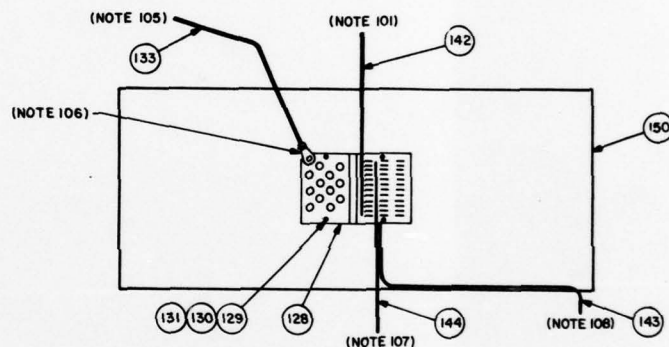 (NOTE 105)
(NOTE 101)
133
142
(NOTE 106)
150
131 130 129 128
144 143
(NOTE 107) (NOTE 108)